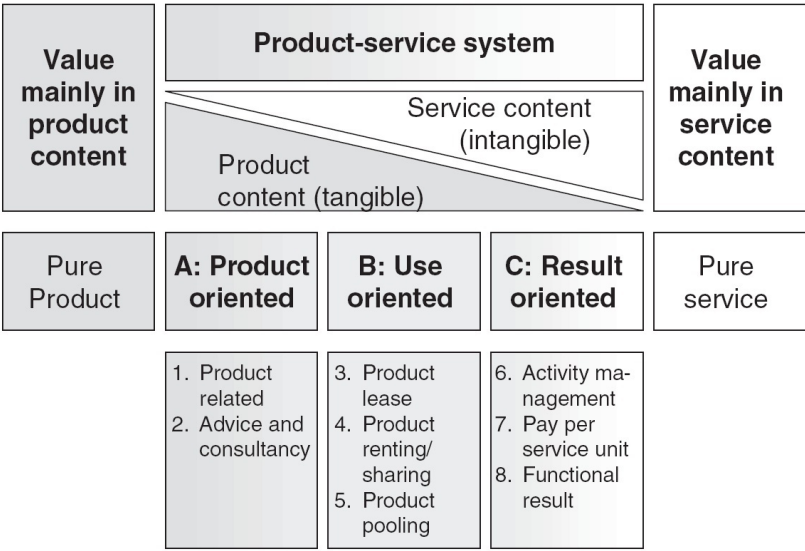 Value
mainly in
product
content
Product-service system
Service content
(intangible)
Product
content (tangible)
Value
mainly in
service
content
Pure
Product
A: Product
oriented
B: Use
oriented
C: Result
oriented
Pure
service
1. Product
related
2. Advice and
consultancy
3. Product
lease
4. Product
renting/
sharing
5. Product
pooling
6. Activity ma-
nagement
7. Pay per
service unit
8. Functional
result